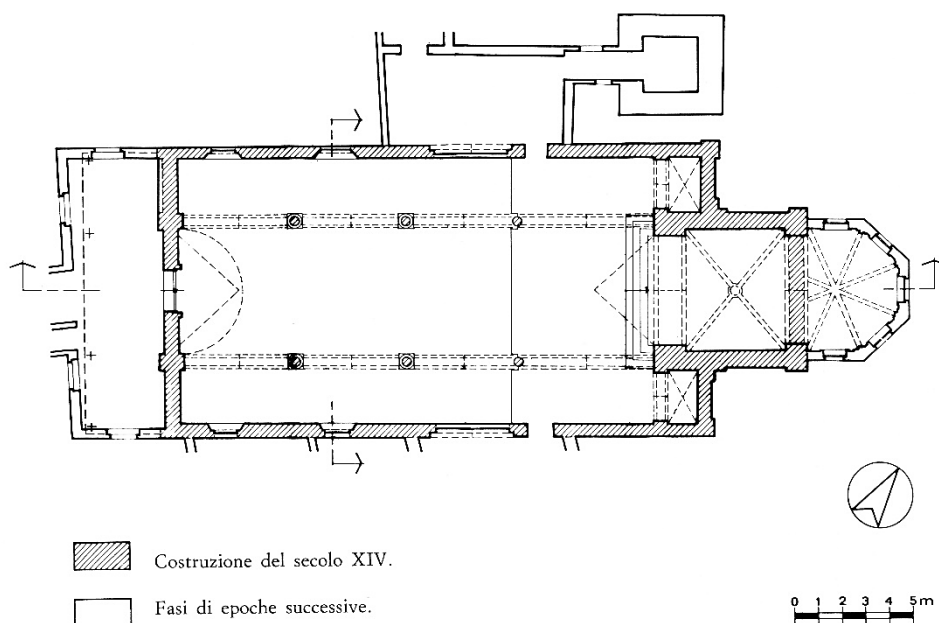 Costruzione del secolo XIV.
Fasi di epoche successive.
0 1 2 3 4 5m